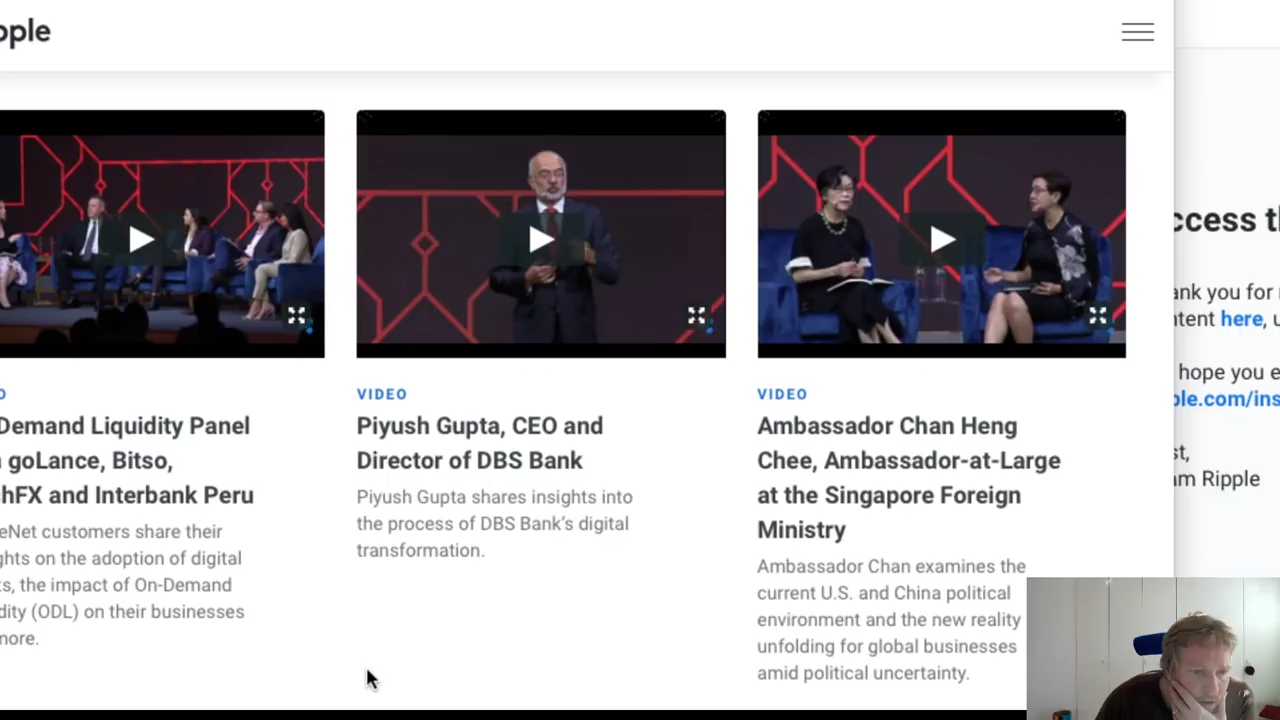 pple
VIDEO
Demand Liquidity Panel
goLance, Bitso,
hFX and Interbank Peru
eNet customers share their
ghts on the adoption of digital
ts, the impact of On-Demand
dity (ODL) on their businesses
more.
VIDEO
Piyush Gupta, CEO and
Director of DBS Bank
Piyush Gupta shares insights into
the process of DBS Bank's digital
transformation.
VIDEO
Ambassador Chan Heng
Chee, Ambassador-at-Large
at the Singapore Foreign
Ministry
Ambassador Chan examines the
current U.S. and China political
environment and the new reality
unfolding for global businesses
amid political uncertainty.
ccess t
ank you for
ntent here, u
hope you e
ple.com/ins
st,
am Ripple